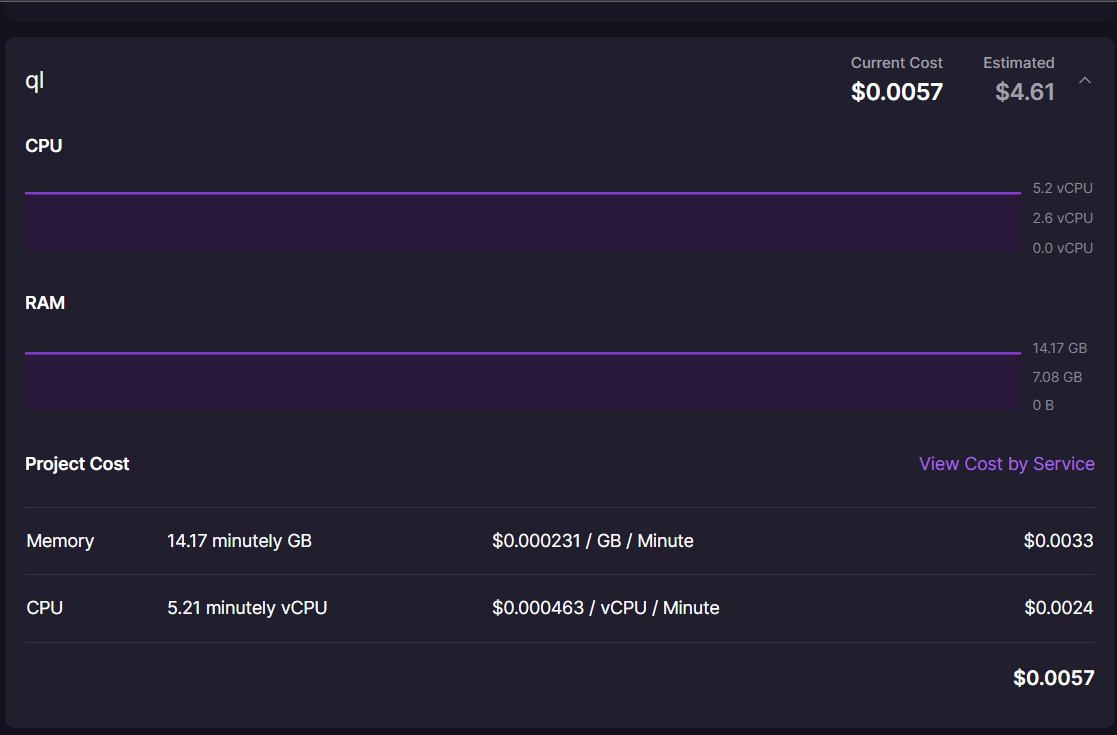 ql
Current Cost
$0.0057
Estimated
$4.61
CPU
5.2 vCPU
2.6 vCPU
0.0 vCPU
RAM
14.17 GB
7.08 GB
0 B
Project Cost
View Cost by Service
Memory 14.17 minutely GB $0.000231 / GB / Minute $0.0033
CPU 5.21 minutely vCPU $0.000463 / vCPU / Minute $0.0024
$0.0057